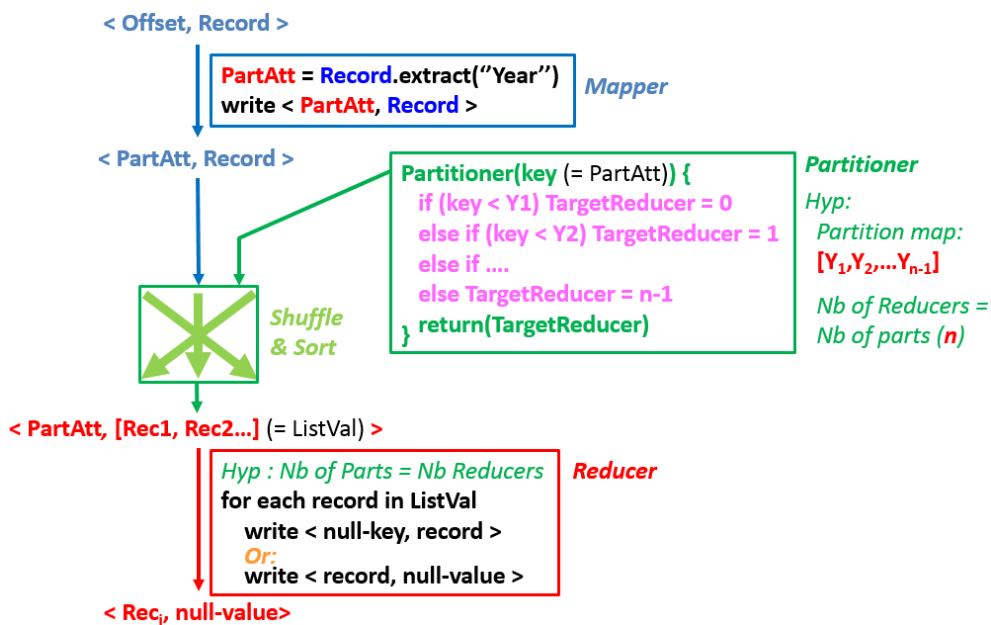 < Offset, Record >
PartAtt = Record.extract(‘’Year’’)
write < PartAtt, Record >
Mapper
< PartAtt, Record >
Partitioner(key (= PartAtt)) {
if (key < Y1) TargetReducer = 0
else if (key < Y2) TargetReducer = 1
else if ....
else TargetReducer = n-1
} return(TargetReducer)
Partitioner
Hyp:
Partition map:
[Y1,Y2,...Yn-1]
Nb of Reducers =
Nb of parts (n)
Shuffle
& Sort
< PartAtt, [Rec1, Rec2...] (= ListVal) >
Hyp : Nb of Parts = Nb Reducers
for each record in ListVal
write < null-key, record >
Or:
write < record, null-value >
Reducer
< Reci, null-value>